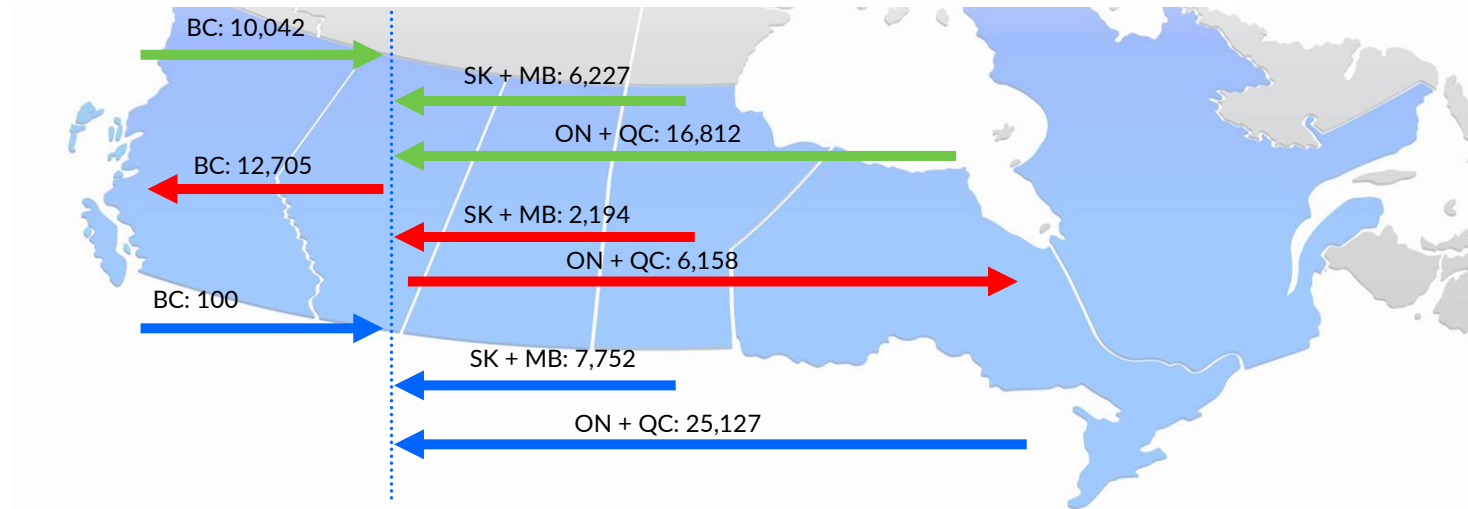 BC: 10,042
SK + MB: 6,227
ON + QC: 16,812
BC: 12,705
SK + MB: 2,194
ON + QC: 6,158
BC: 100
SK + MB: 7,752
ON + QC: 25,127